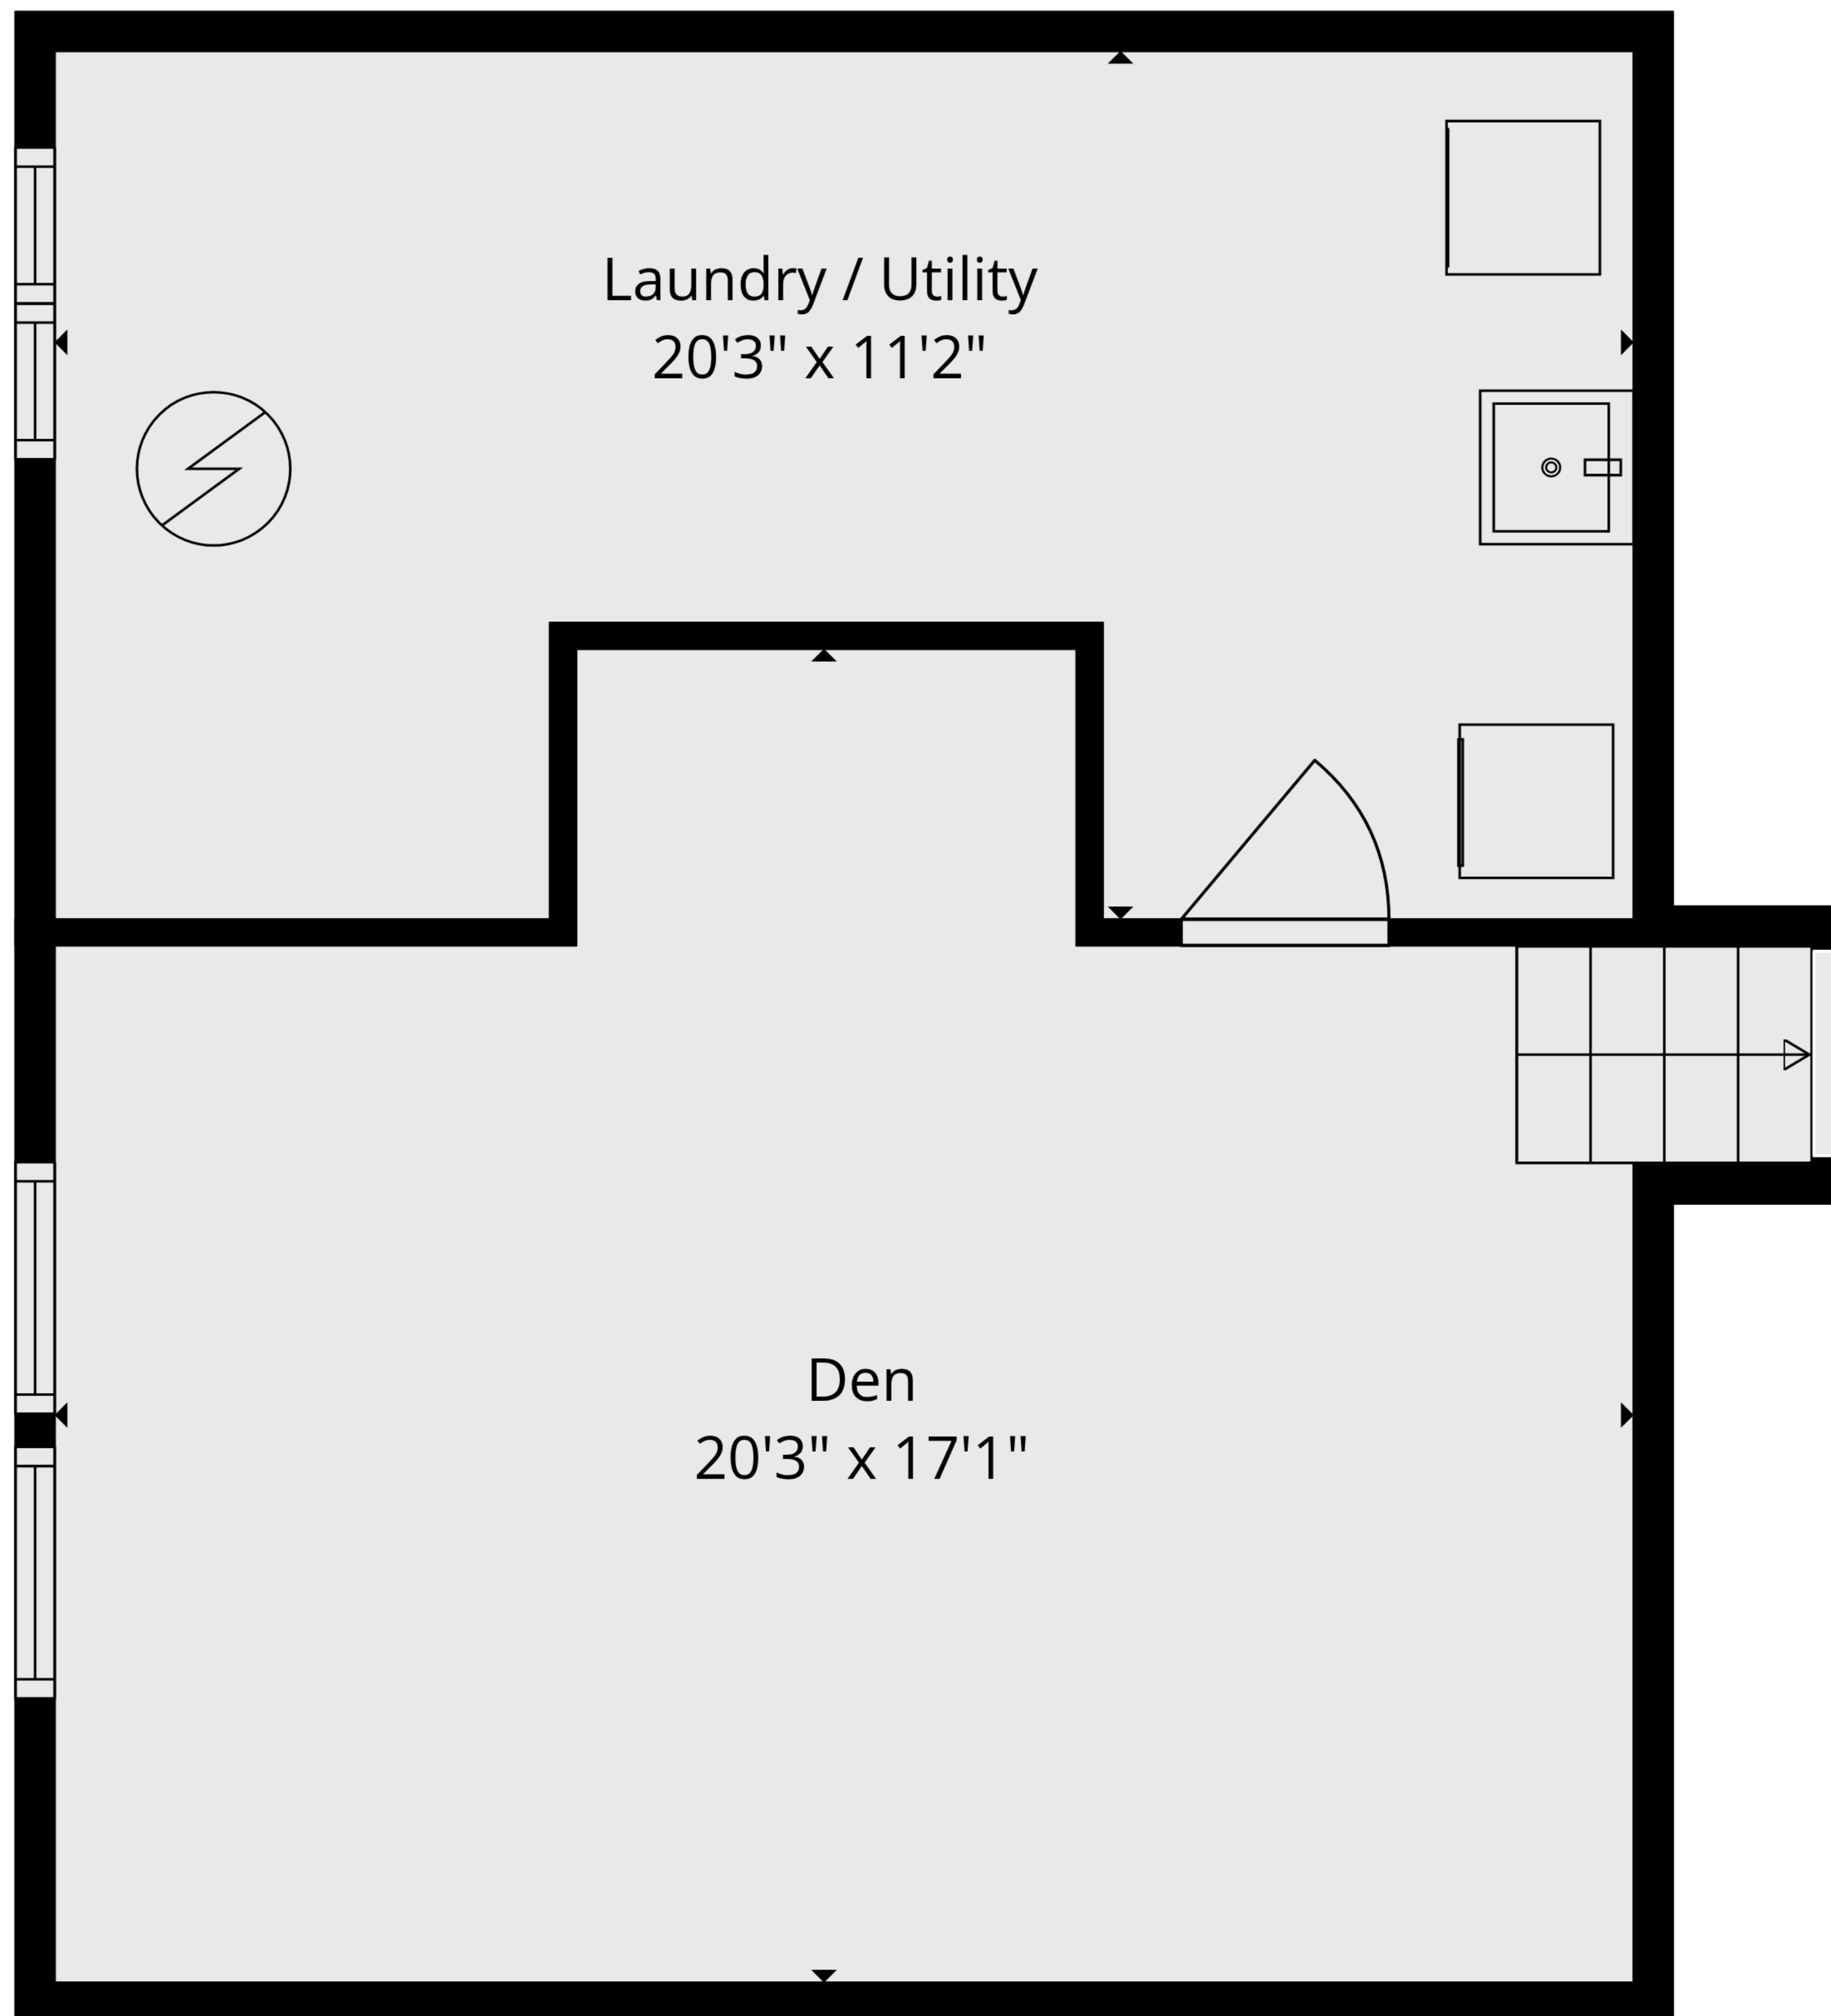 Laundry / Utility
20'3" x 11'2"
Den
20'3" x 17'1"